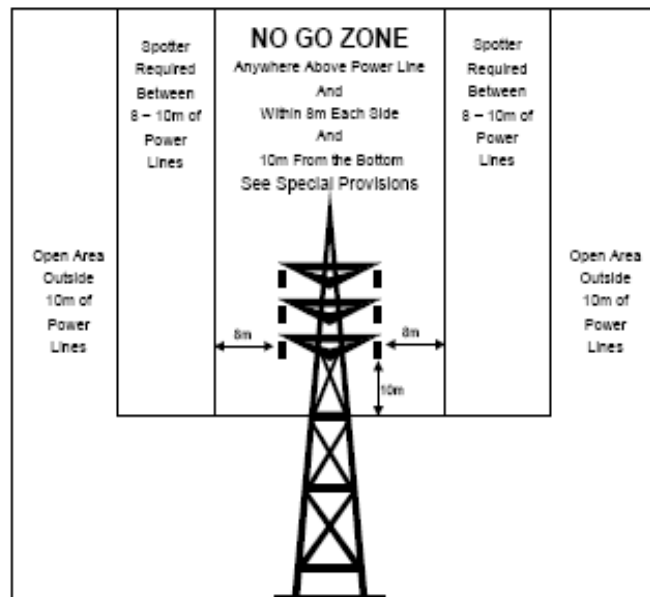 Spotter
Required
Between
8 – 10m of
Power
Lines
NO GO ZONE
Anywhere Above Power Line
And
Within 8m Each Side
And
10m From the Bottom
See Special Provisions
Spotter
Required
Between
8 – 10m of
Power
Lines
Open Area
Outside
10m of
Power
Lines
8m
8m
10m
Open Area
Outside
10m of
Power
Lines